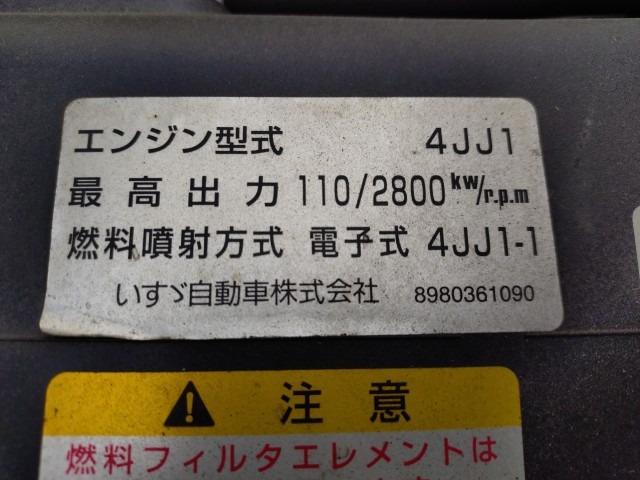 エンジン型式 4JJ1
最高出力 110/2800 kw/r.p.m
燃料噴射方式 電子式 4JJ1-1
いすゞ自動車株式会社 8980361090
⚠ 注意
燃料フィルタエレメントは